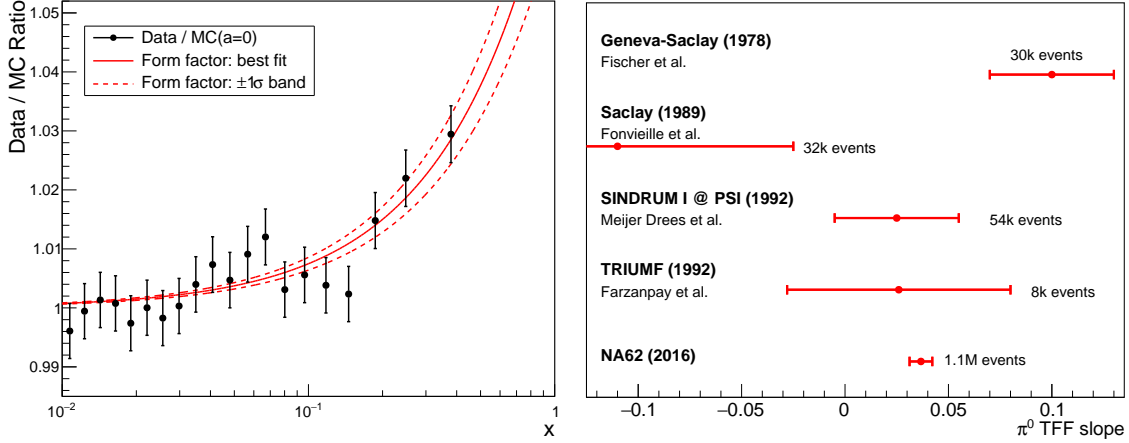 Data / MC Ratio
1.05
1.04
1.03
1.02
1.01
1
0.99
Data / MC(a=0)
Form factor: best fit
Form factor: ±1σ band
10⁻²
10⁻¹
1
x
Geneva-Saclay (1978)
Fischer et al.
30k events
Saclay (1989)
Fonvieille et al.
32k events
SINDRUM I @ PSI (1992)
Meijer Drees et al.
54k events
TRIUMF (1992)
Farzanpay et al.
8k events
NA62 (2016)
1.1M events
−0.1
−0.05
0
0.05
0.1
π⁰ TFF slope